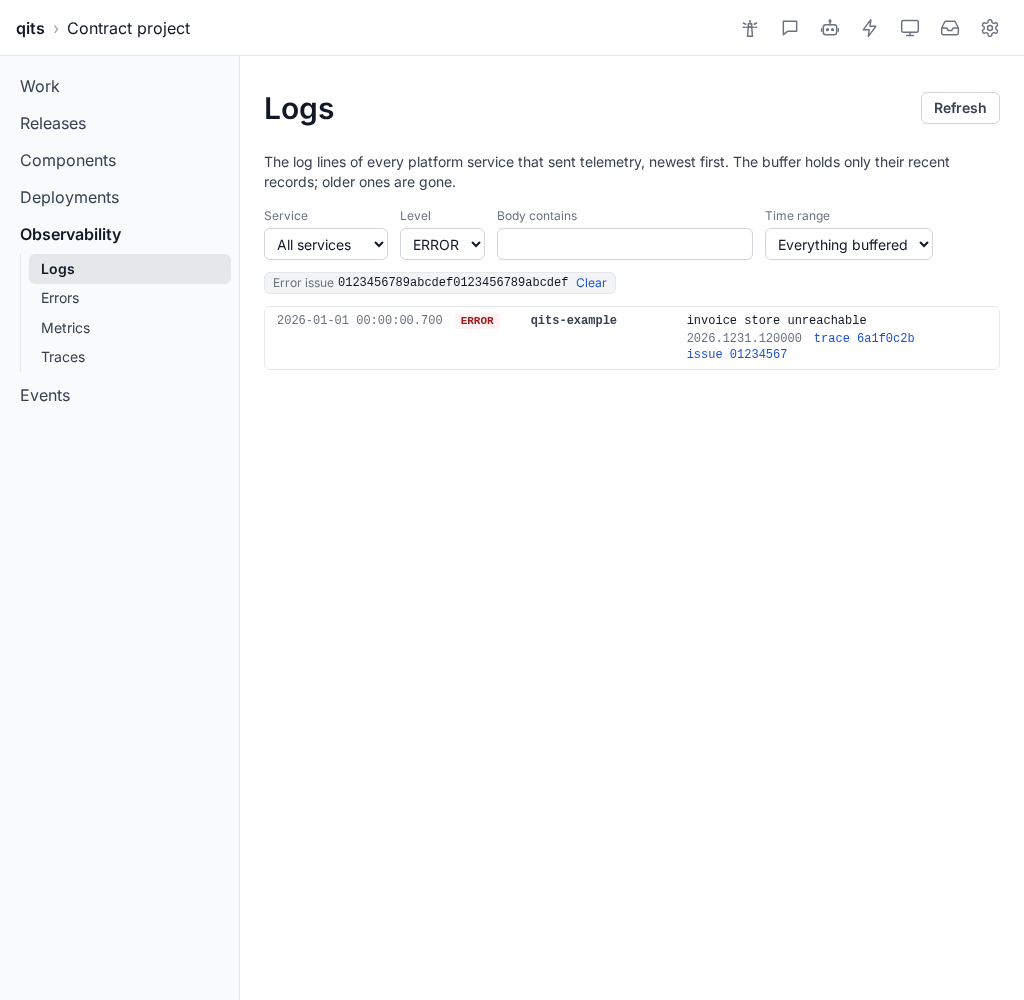 qits › Contract project
Work
Releases
Components
Deployments
Observability
Logs
Errors
Metrics
Traces
Events
Logs
Refresh
The log lines of every platform service that sent telemetry, newest first. The buffer holds only their recent
records; older ones are gone.
Service Level Body contains Time range
All services ERROR Everything buffered
Error issue 0123456789abcdef0123456789abcdef Clear
2026-01-01 00:00:00.700 ERROR qits-example invoice store unreachable
2026.1231.120000 trace 6a1f0c2b
issue 01234567